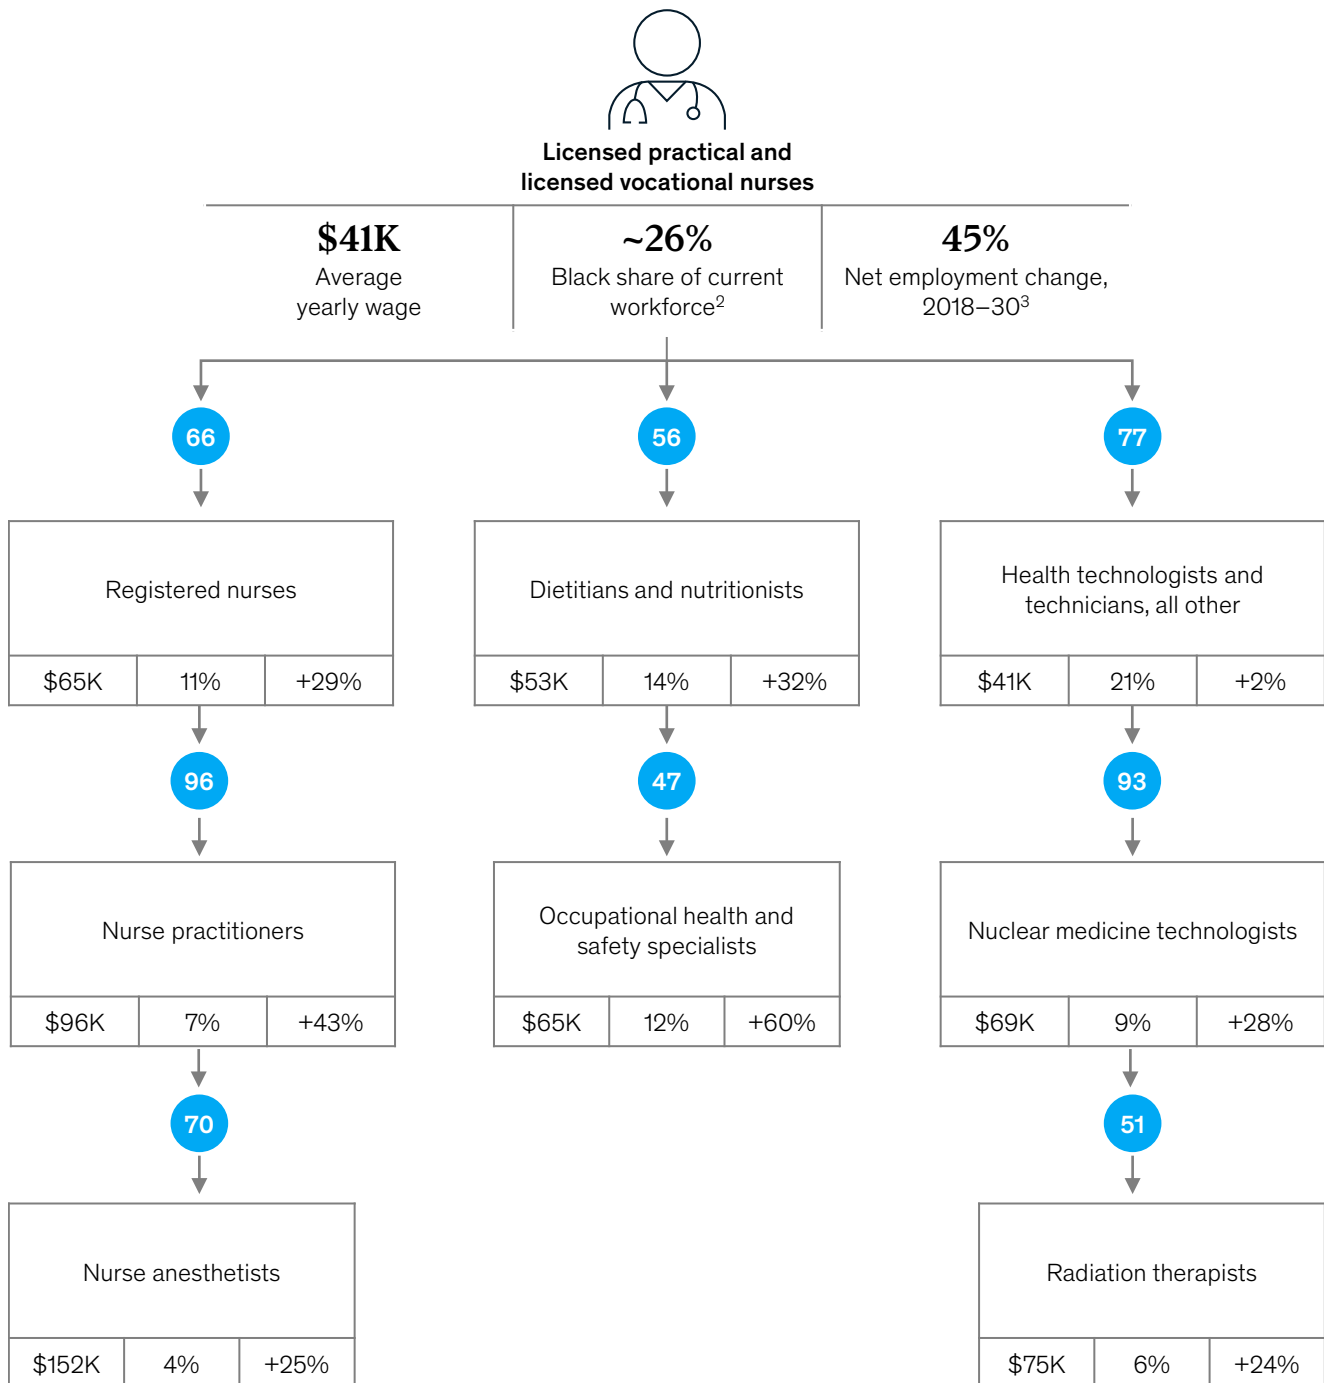 Licensed practical and
licensed vocational nurses
$41K
Average
yearly wage
~26%
Black share of current
workforce2
45%
Net employment change,
2018–303
66
56
77
Registered nurses
$65K 11% +29%
Dietitians and nutritionists
$53K 14% +32%
Health technologists and
technicians, all other
$41K 21% +2%
96
47
93
Nurse practitioners
$96K 7% +43%
Occupational health and
safety specialists
$65K 12% +60%
Nuclear medicine technologists
$69K 9% +28%
70
51
Nurse anesthetists
$152K 4% +25%
Radiation therapists
$75K 6% +24%